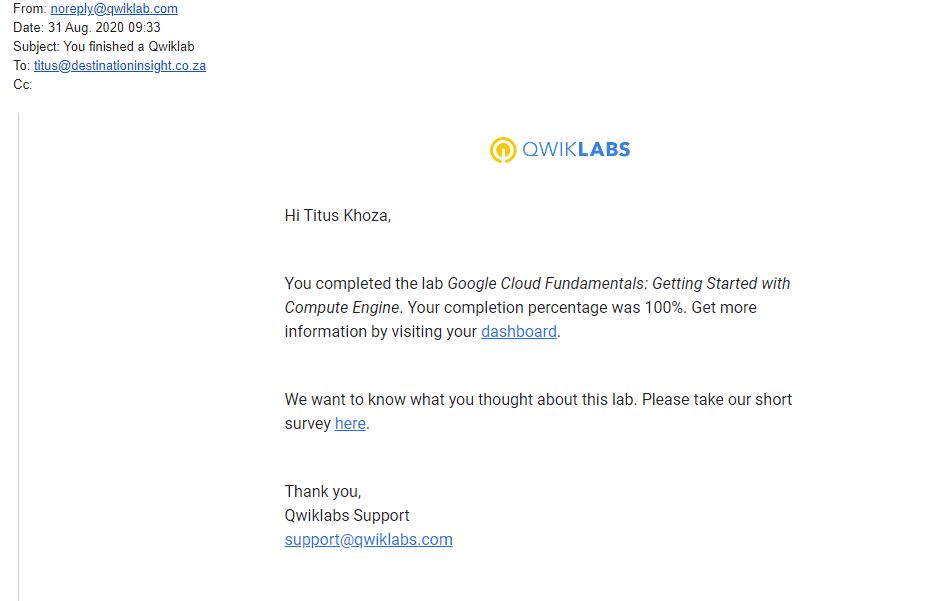 From: noreply@qwiklab.com
Date: 31 Aug. 2020 09:33
Subject: You finished a Qwiklab
To: titus@destinationinsight.co.za
Cc:
QWIKLABS
Hi Titus Khoza,
You completed the lab Google Cloud Fundamentals: Getting Started with
Compute Engine. Your completion percentage was 100%. Get more
information by visiting your dashboard.
We want to know what you thought about this lab. Please take our short
survey here.
Thank you,
Qwiklabs Support
support@qwiklabs.com